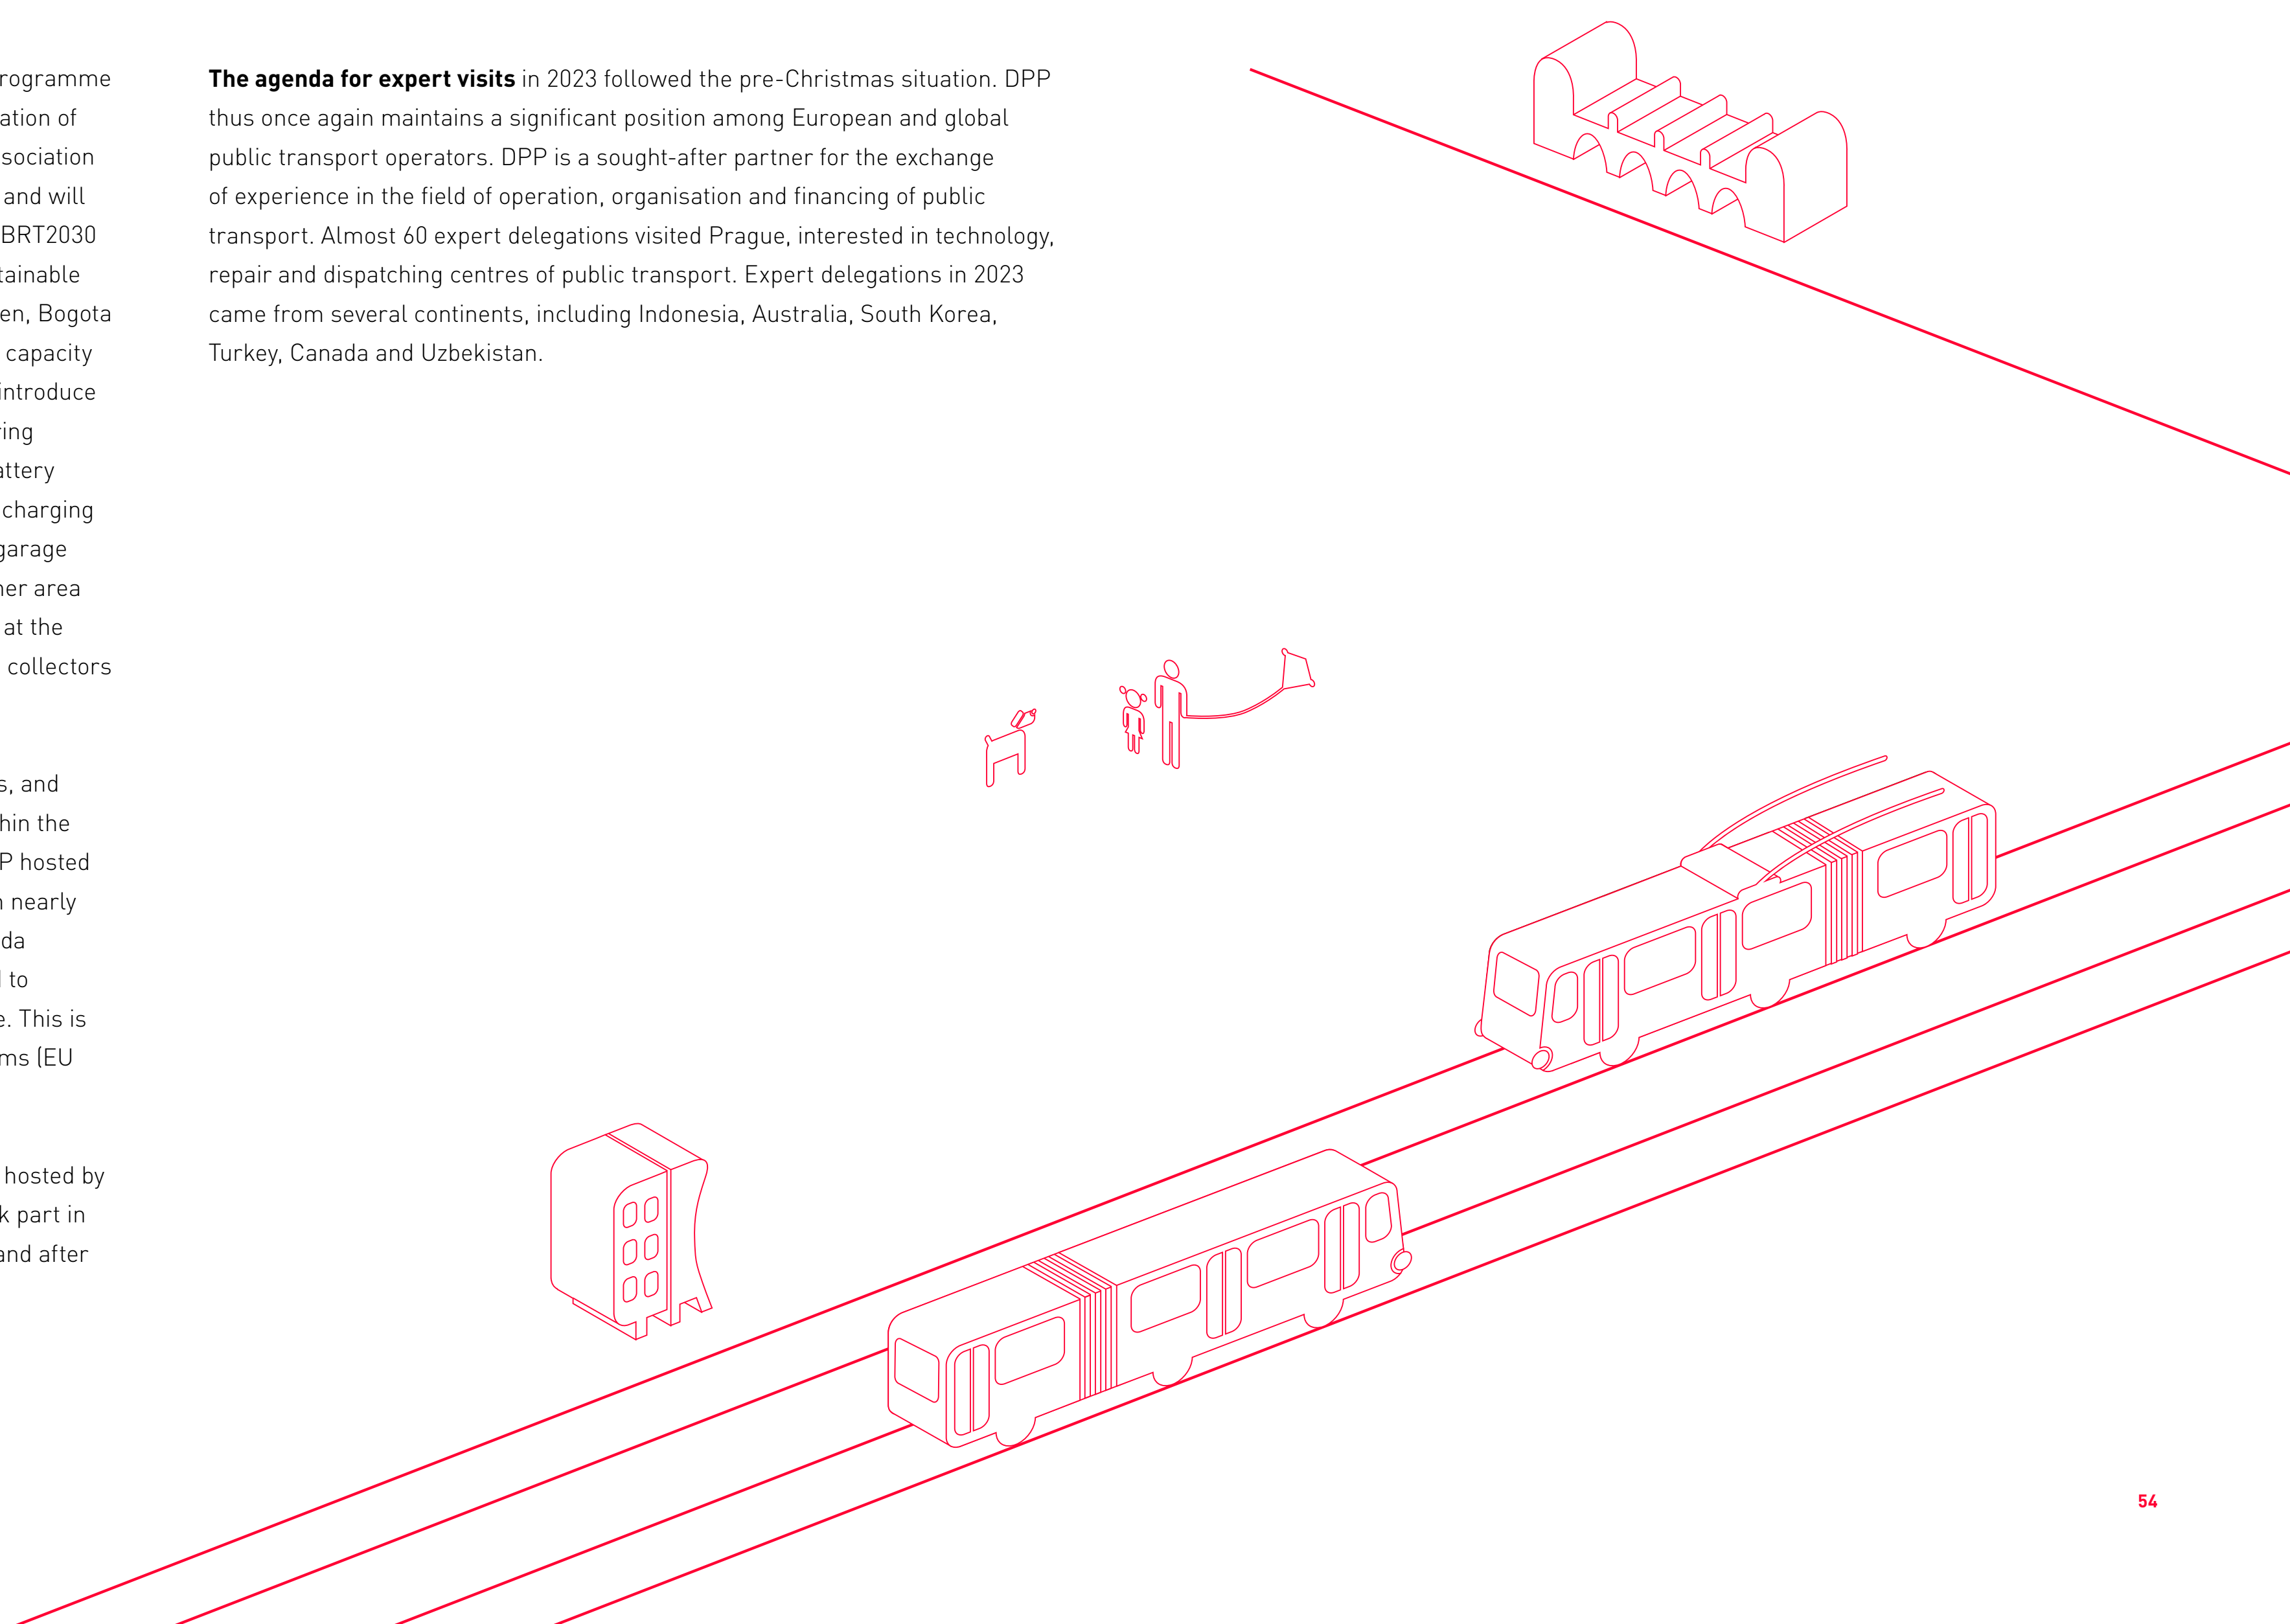 rogramme
ation of
sociation
and will
BRT2030
tainable
en, Bogota
capacity
introduce
ring
attery
charging
garage
her area
at the
collectors
s, and
hin the
P hosted
n nearly
da
to
e. This is
ms (EU
hosted by
k part in
and after
The agenda for expert visits in 2023 followed the pre-Christmas situation. DPP
thus once again maintains a significant position among European and global
public transport operators. DPP is a sought-after partner for the exchange
of experience in the field of operation, organisation and financing of public
transport. Almost 60 expert delegations visited Prague, interested in technology,
repair and dispatching centres of public transport. Expert delegations in 2023
came from several continents, including Indonesia, Australia, South Korea,
Turkey, Canada and Uzbekistan.
54